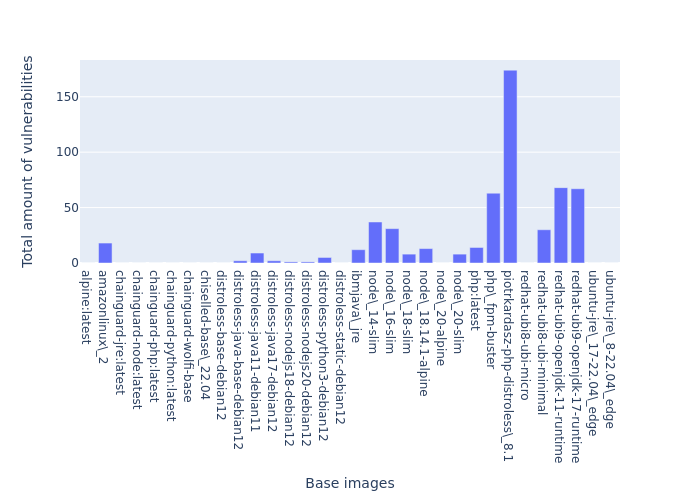 Total amount of vulnerabilities
150
100
50
0
alpine:latest
amazonlinux\_2
chainguard-jre:latest
chainguard-node:latest
chainguard-php:latest
chainguard-python:latest
chainguard-wolfi-base
chiselled-base\_22.04
distroless-base-debian12
distroless-java-base-debian12
distroless-java11-debian11
distroless-java17-debian12
distroless-nodejs18-debian12
distroless-nodejs20-debian12
distroless-python3-debian12
distroless-static-debian12
ibmjava\_jre
node\_14-slim
node\_16-slim
node\_18-slim
node\_18.14.1-alpine
node\_20-alpine
node\_20-slim
php:latest
php\_fpm-buster
piotrkardasz-php-distroless\_8.1
redhat-ubi8-ubi-micro
redhat-ubi8-ubi-minimal
redhat-ubi9-openjdk-11-runtime
redhat-ubi9-openjdk-17-runtime
ubuntu-jre\_17-22.04\_edge
ubuntu-jre\_8-22.04\_edge
Base images